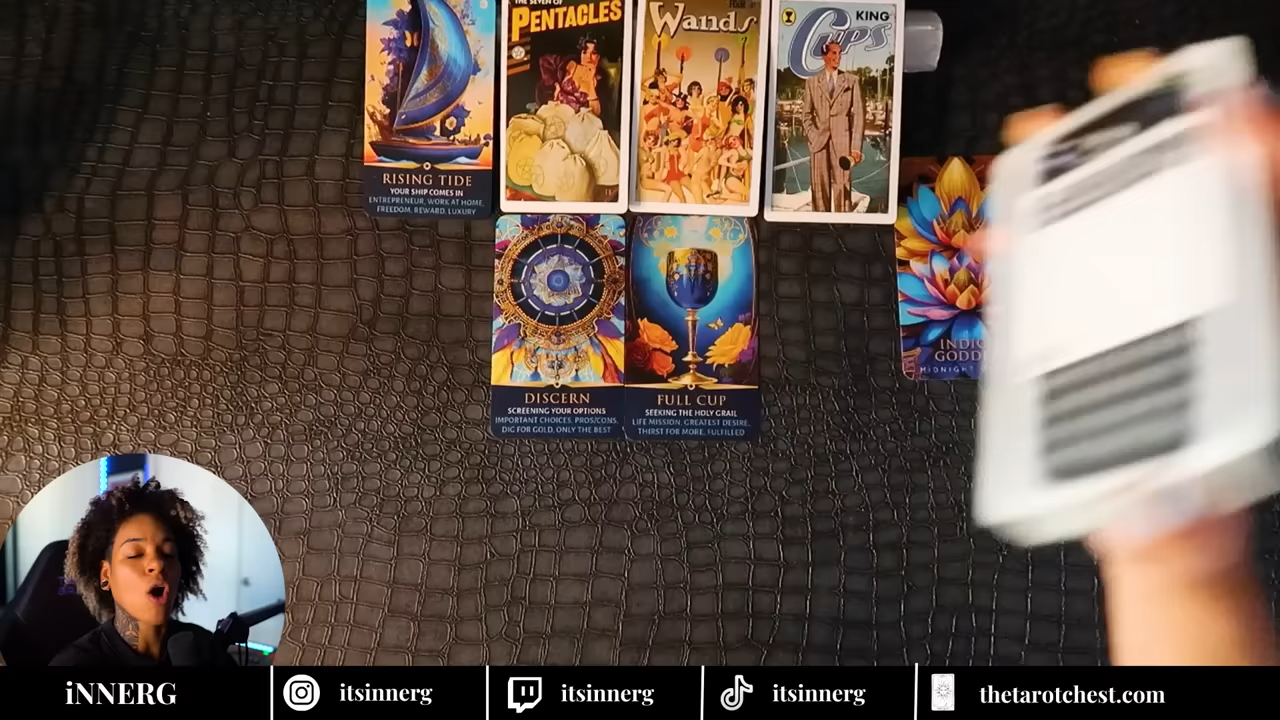 THE SEVEN OF
PENTACLES
Wands
Cups
KING
RISING TIDE
YOUR SHIP COMES IN
ENTREPRENEUR, WORK AT HOME,
FREEDOM, REWARD, LUXURY
DISCERN
SCREENING YOUR OPTIONS
IMPORTANT CHOICES, PROS/CONS,
DIG FOR GOLD, ONLY THE BEST
FULL CUP
SEEKING THE HOLY GRAIL
LIFE MISSION, GREATEST DESIRE,
THIRST FOR MORE, FULFILLED
MIDNIGHT
iNNERG
itsinnerg
itsinnerg
itsinnerg
thetarotchest.com